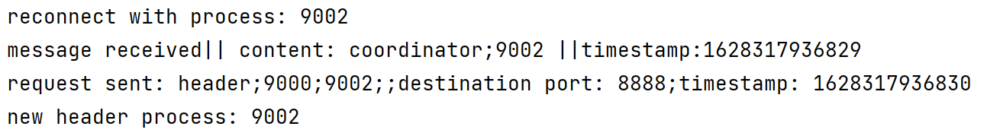 reconnect with process: 9002
message received|| content: coordinator;9002 ||timestamp:1628317936829
request sent: header;9000;9002;;destination port: 8888;timestamp: 1628317936830
new header process: 9002